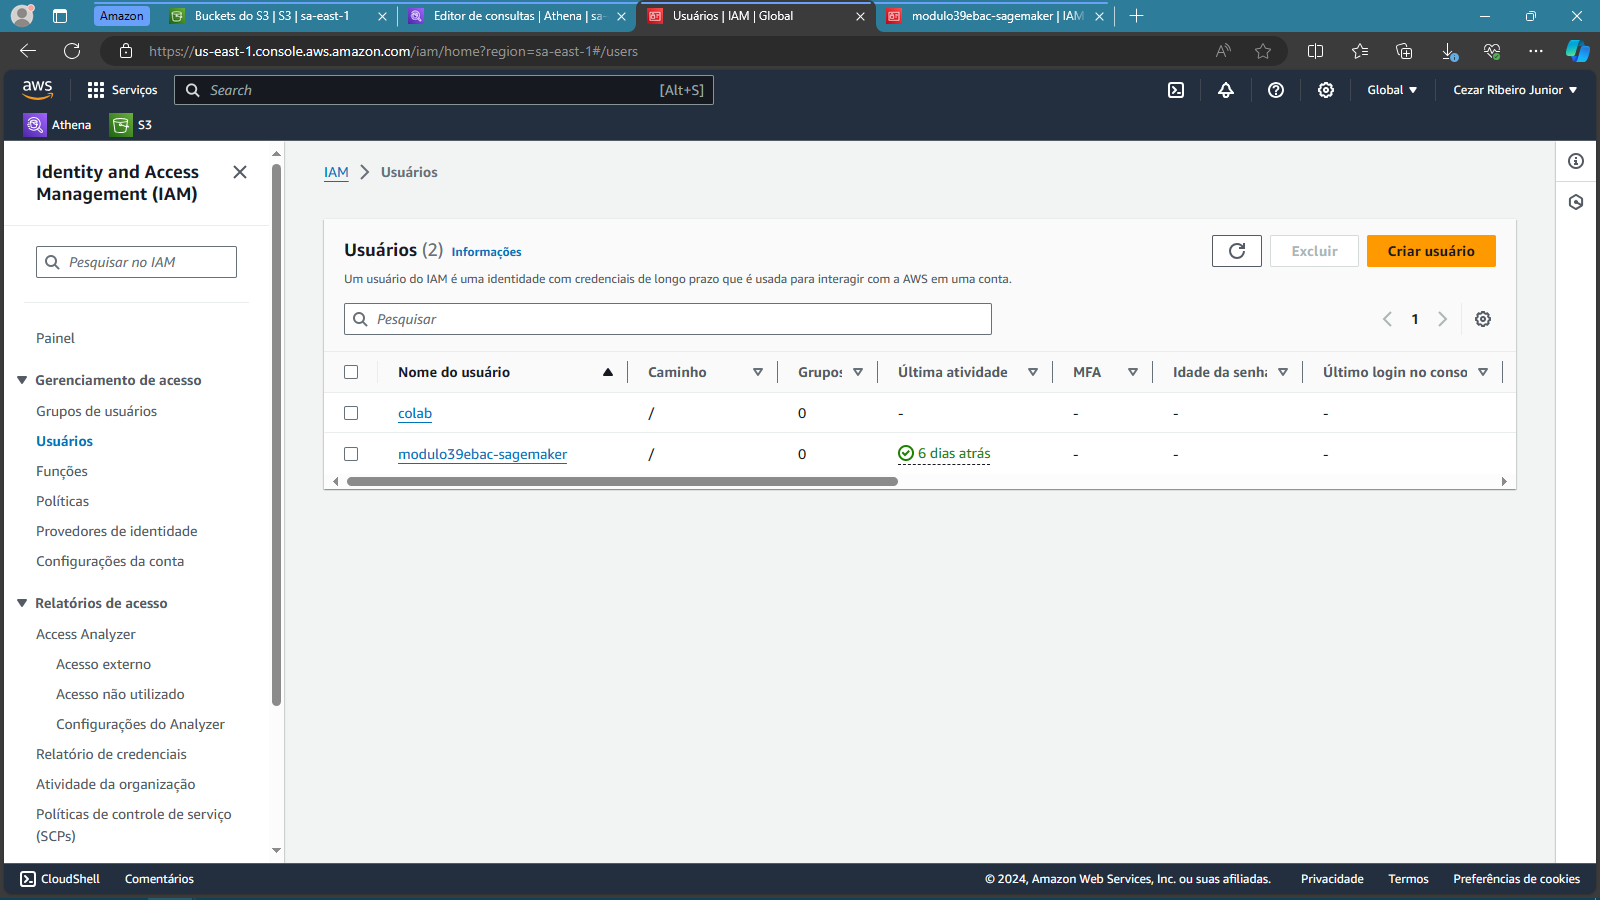 Amazon
Buckets do S3 | S3 | sa-east-1
Editor de consultas | Athena | sa-
Usuários | IAM | Global
modulo39ebac-sagemaker | IAM
https://us-east-1.console.aws.amazon.com/iam/home?region=sa-east-1#/users
aws
Serviços
Search
[Alt+S]
Global
Cezar Ribeiro Junior
Athena
S3
Identity and Access
Management (IAM)
Pesquisar no IAM
Painel
Gerenciamento de acesso
Grupos de usuários
Usuários
Funções
Políticas
Provedores de identidade
Configurações da conta
Relatórios de acesso
Access Analyzer
Acesso externo
Acesso não utilizado
Configurações do Analyzer
Relatório de credenciais
Atividade da organização
Políticas de controle de serviço
(SCPs)
IAM > Usuários
Usuários (2) Informações
Excluir
Criar usuário
Um usuário do IAM é uma identidade com credenciais de longo prazo que é usada para interagir com a AWS em uma conta.
Pesquisar
1
Nome do usuário Caminho Grupos Última atividade MFA Idade da senha Último login no conso
colab / 0 - - - -
modulo39ebac-sagemaker / 0 6 dias atrás - - -
CloudShell
Comentários
© 2024, Amazon Web Services, Inc. ou suas afiliadas.
Privacidade
Termos
Preferências de cookies